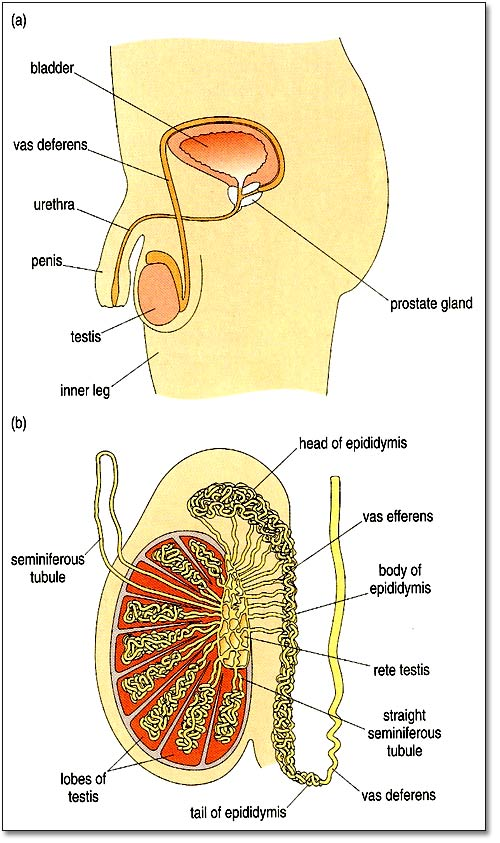 (a)
bladder
vas deferens
urethra
penis
testis
inner leg
prostate gland
(b)
head of epididymis
vas efferens
seminiferous
tubule
body of
epididymis
rete testis
straight
seminiferous
tubule
lobes of
testis
vas deferens
tail of epididymis